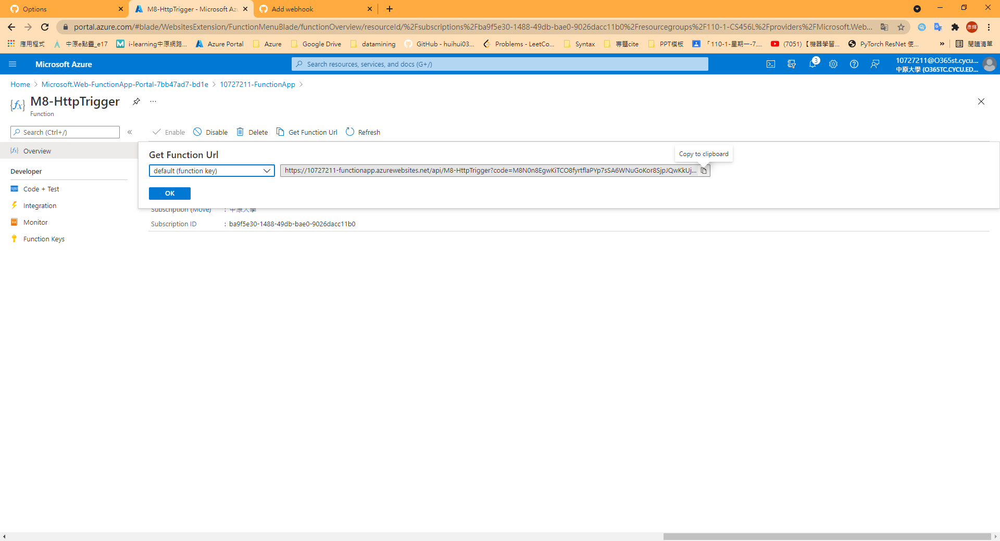 Options
M8-HttpTrigger - Microsoft Az
Add webhook
portal.azure.com/#blade/WebsitesExtension/FunctionMenuBlade/functionOverview/resourceId/%2Fsubscriptions%2Fba9f5e30-1488-49db-bae0-9026dacc11b0%2Fresourcegroups%2F110-1-CS456L%2Fproviders%2FMicrosoft.Web...
彥輝
應用程式
中原e點靈_e17
i-learning中原網路...
Azure Portal
Azure
Google Drive
datamining
GitHub - huihui03...
Problems - LeetCo...
Syntax
專題cite
PPT模板
「110-1-星期一-7....
(7051)【機器學習...
PyTorch ResNet 使...
»
閱讀清單
Microsoft Azure
Search resources, services, and docs (G+/)
3
10727211@O365st.cycu...
中原大學 (O365TC.CYCU.ED...
Home > Microsoft.Web-FunctionApp-Portal-7bb47ad7-bd1e > 10727211-FunctionApp >
M8-HttpTrigger
...
Function
Search (Ctrl+/)
«
Enable
Disable
Delete
Get Function Url
Refresh
Overview
Get Function Url
Copy to clipboard
default (function key)
https://10727211-functionapp.azurewebsites.net/api/M8-HttpTrigger?code=M8N0n8EgwKiTCO8fyrtflaPYp7sSA6WNuGoKor8SjpJQwKkUj...
OK
Developer
Code + Test
Integration
Monitor
Function Keys
Subscription (Move) : 中原大學
Subscription ID : ba9f5e30-1488-49db-bae0-9026dacc11b0